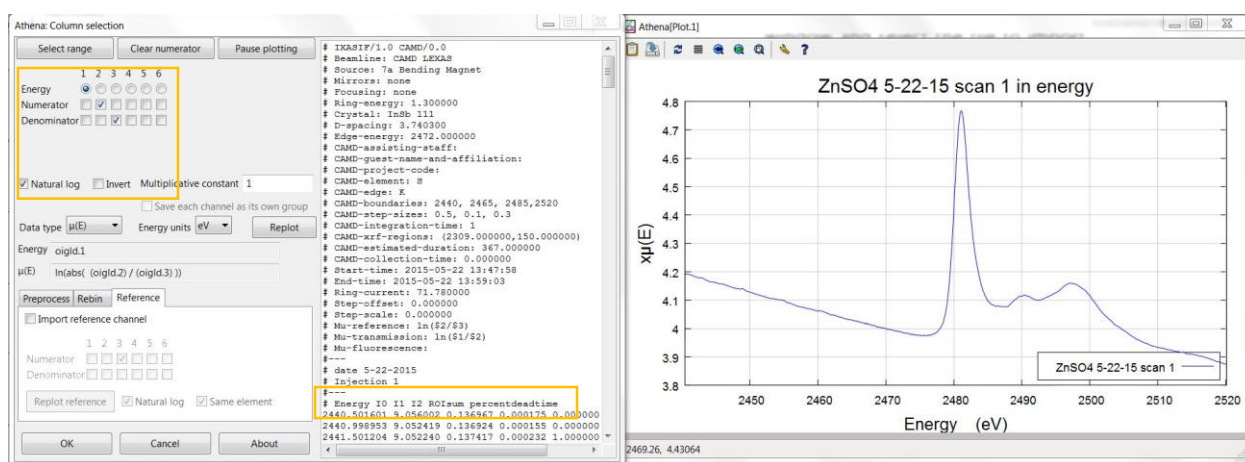 Athena: Column selection
Select range Clear numerator Pause plotting
1 2 3 4 5 6
Energy
Numerator
Denominator
Natural log Invert Multiplicative constant 1
Save each channel as its own group
Data type μ(E) Energy units eV Replot
Energy oigld.1
μ(E) ln(abs( (oigld.2) / (oigld.3) ))
Preprocess Rebin Reference
Import reference channel
1 2 3 4 5 6
Numerator
Denominator
Replot reference Natural log Same element
OK Cancel About
# IXASIF/1.0 CAMD/0.0
# Beamline: CAMD LEXAS
# Source: 7a Bending Magnet
# Mirrors: none
# Focusing: none
# Ring-energy: 1.300000
# Crystal: InSb 111
# D-spacing: 3.740300
# Edge-energy: 2472.000000
# CAMD-assisting-staff:
# CAMD-guest-name-and-affiliation:
# CAMD-project-code:
# CAMD-element: S
# CAMD-edge: K
# CAMD-boundaries: 2440, 2465, 2485,2520
# CAMD-step-sizes: 0.5, 0.1, 0.3
# CAMD-integration-time: 1
# CAMD-xrf-regions: (2309.000000,150.000000)
# CAMD-estimated-duration: 367.000000
# CAMD-collection-time: 0.000000
# Start-time: 2015-05-22 13:47:58
# End-time: 2015-05-22 13:59:03
# Ring-current: 71.780000
# Step-offset: 0.000000
# Step-scale: 0.000000
# Mu-reference: ln($2/$3)
# Mu-transmission: ln($1/$2)
# Mu-fluorescence:
#---
# date 5-22-2015
# Injection 1
#---
# Energy I0 I1 I2 ROIsum percentdeadtime
2440.501601 9.056002 0.136967 0.000175 0.000000
2440.998953 9.052419 0.136924 0.000155 0.000000
2441.501204 9.052240 0.137417 0.000232 1.000000
Athena[Plot.1]
ZnSO4 5-22-15 scan 1 in energy
4.8
4.7
4.6
4.5
4.4
4.3
4.2
4.1
4
3.9
3.8
xμ(E)
ZnSO4 5-22-15 scan 1
2450 2460 2470 2480 2490 2500 2510 2520
Energy (eV)
2469.26, 4.43064